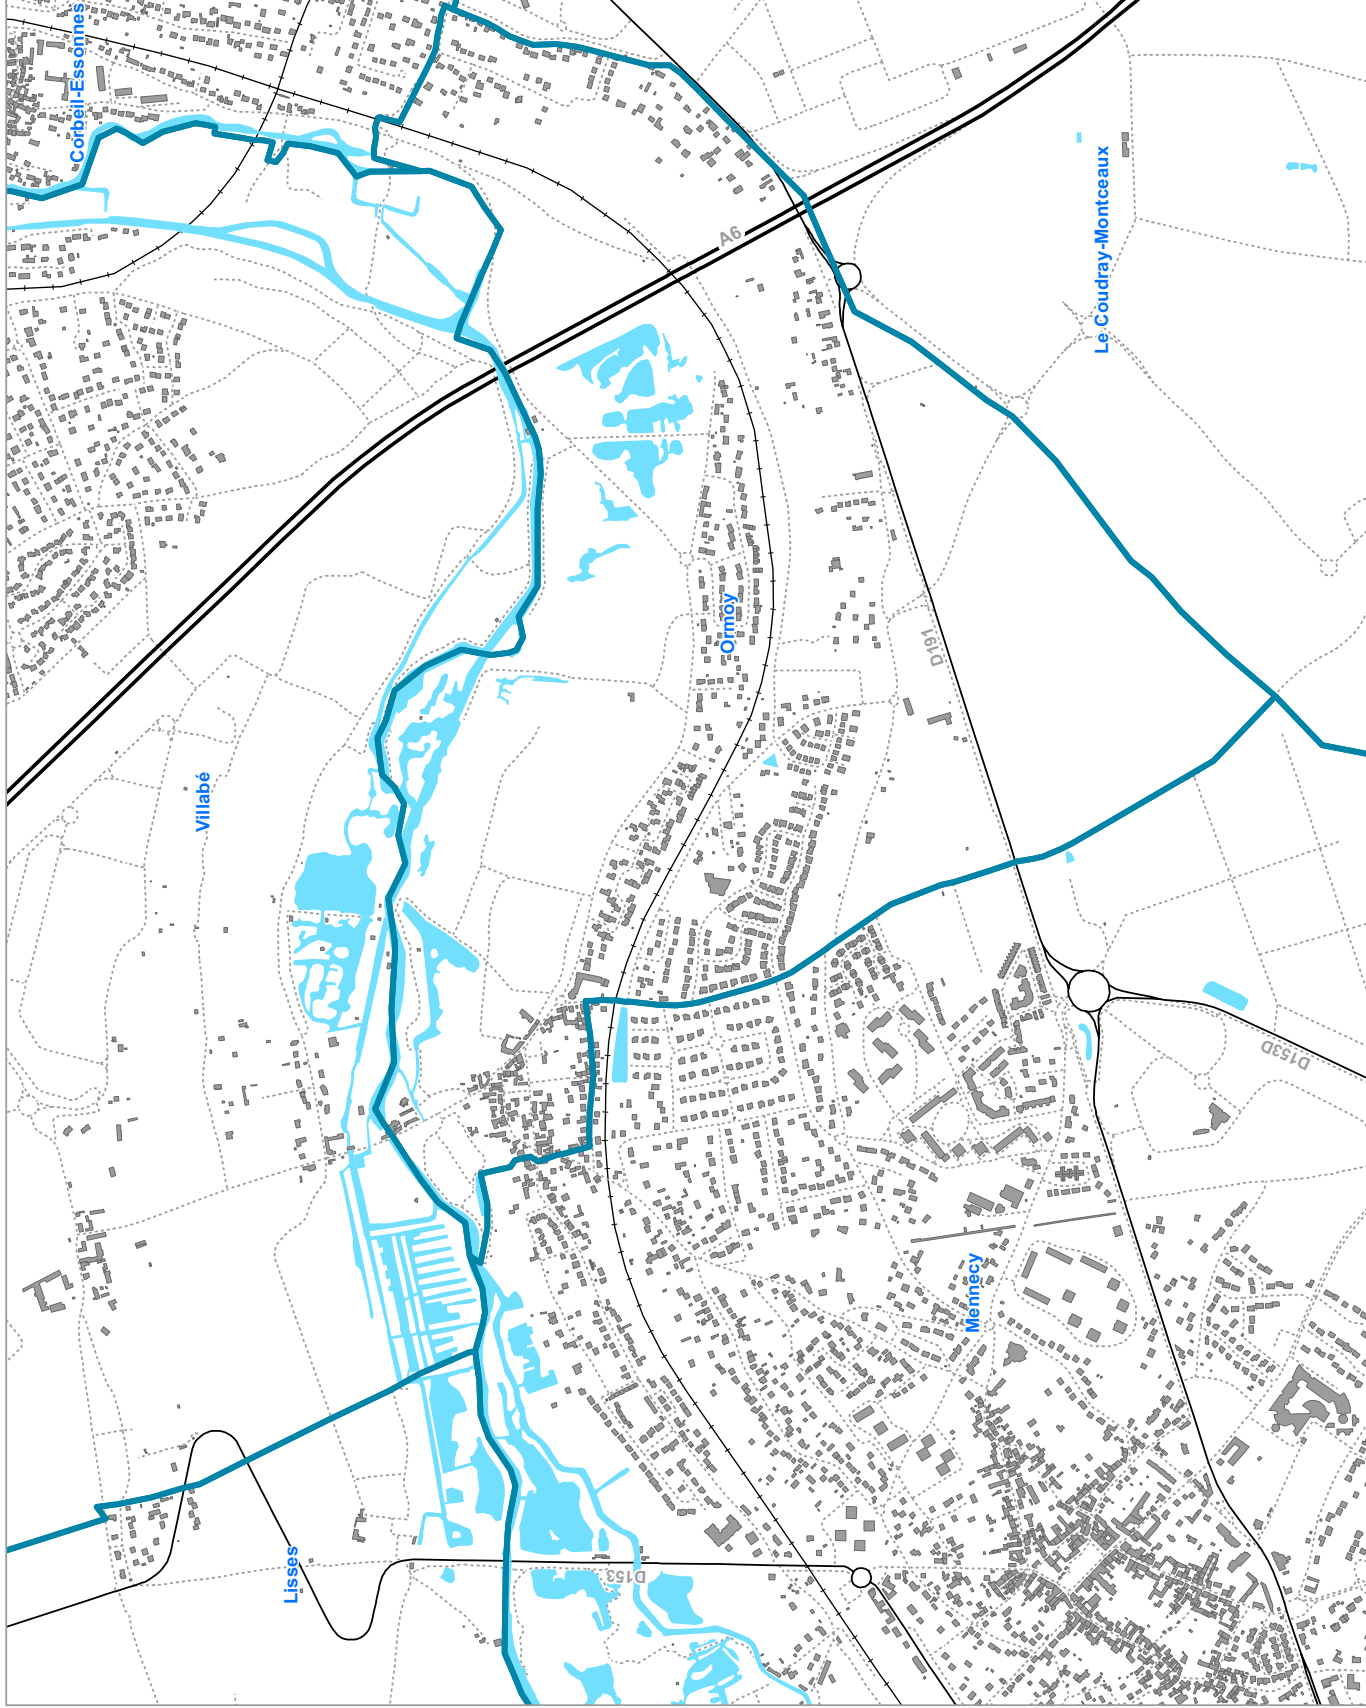 Corbeil-Essonnes
A6
Le Coudray-Montceaux
Ormoy
D191
Villabé
D153D
Mennecy
Lisses
D153